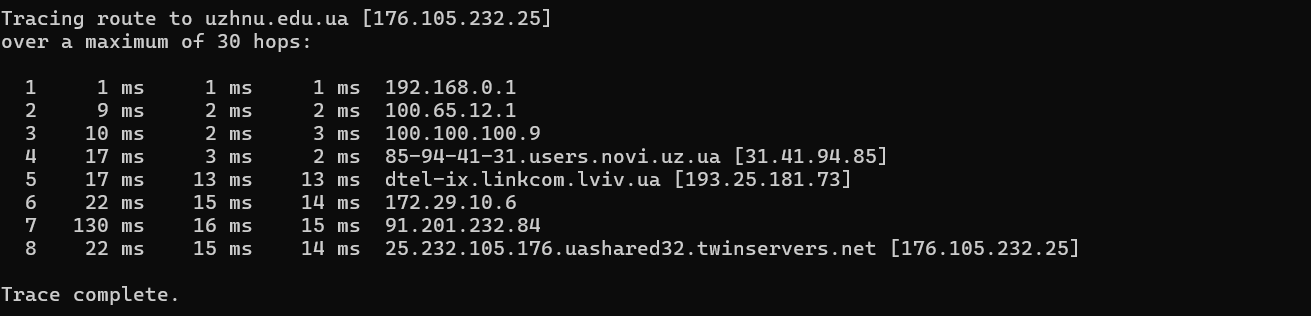 Tracing route to uzhnu.edu.ua [176.105.232.25]
over a maximum of 30 hops:
1 1 ms 1 ms 1 ms 192.168.0.1
2 9 ms 2 ms 2 ms 100.65.12.1
3 10 ms 2 ms 3 ms 100.100.100.9
4 17 ms 3 ms 2 ms 85-94-41-31.users.novi.uz.ua [31.41.94.85]
5 17 ms 13 ms 13 ms dtel-ix.linkcom.lviv.ua [193.25.181.73]
6 22 ms 15 ms 14 ms 172.29.10.6
7 130 ms 16 ms 15 ms 91.201.232.84
8 22 ms 15 ms 14 ms 25.232.105.176.uashared32.twinservers.net [176.105.232.25]
Trace complete.